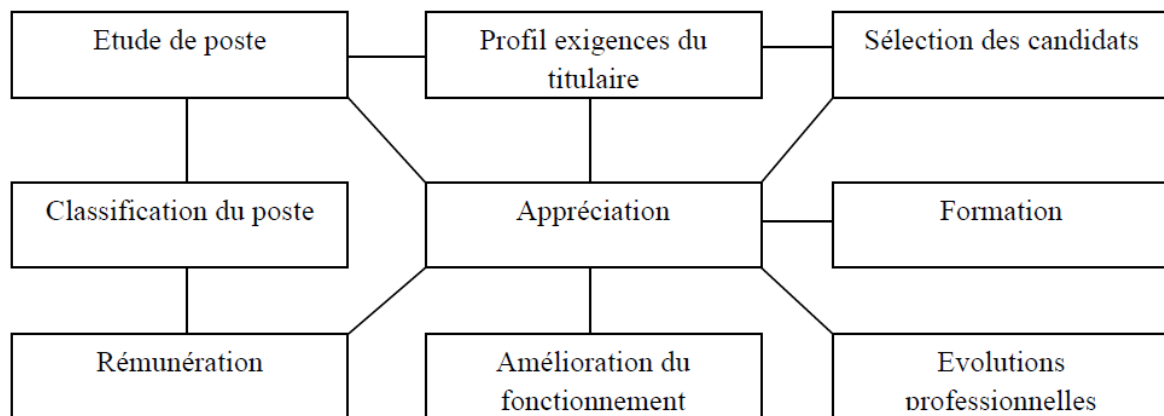 Etude de poste
Profil exigences du
titulaire
Sélection des candidats
Classification du poste
Appréciation
Formation
Rémunération
Amélioration du
fonctionnement
Evolutions
professionnelles